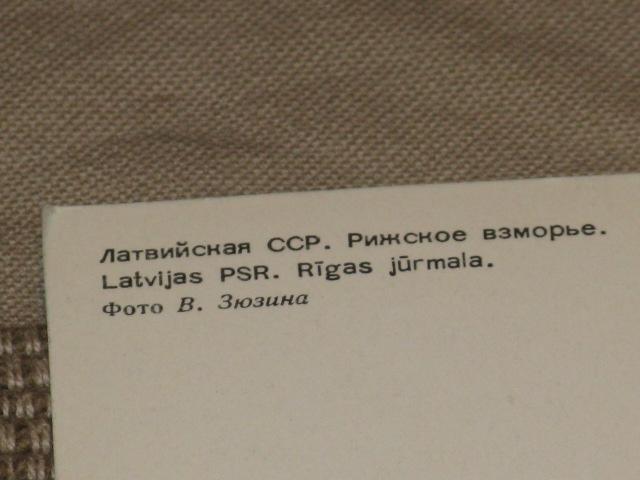 Латвийская ССР. Рижское взморье.
Latvijas PSR. Rīgas jūrmala.
Фото В. Зюзина